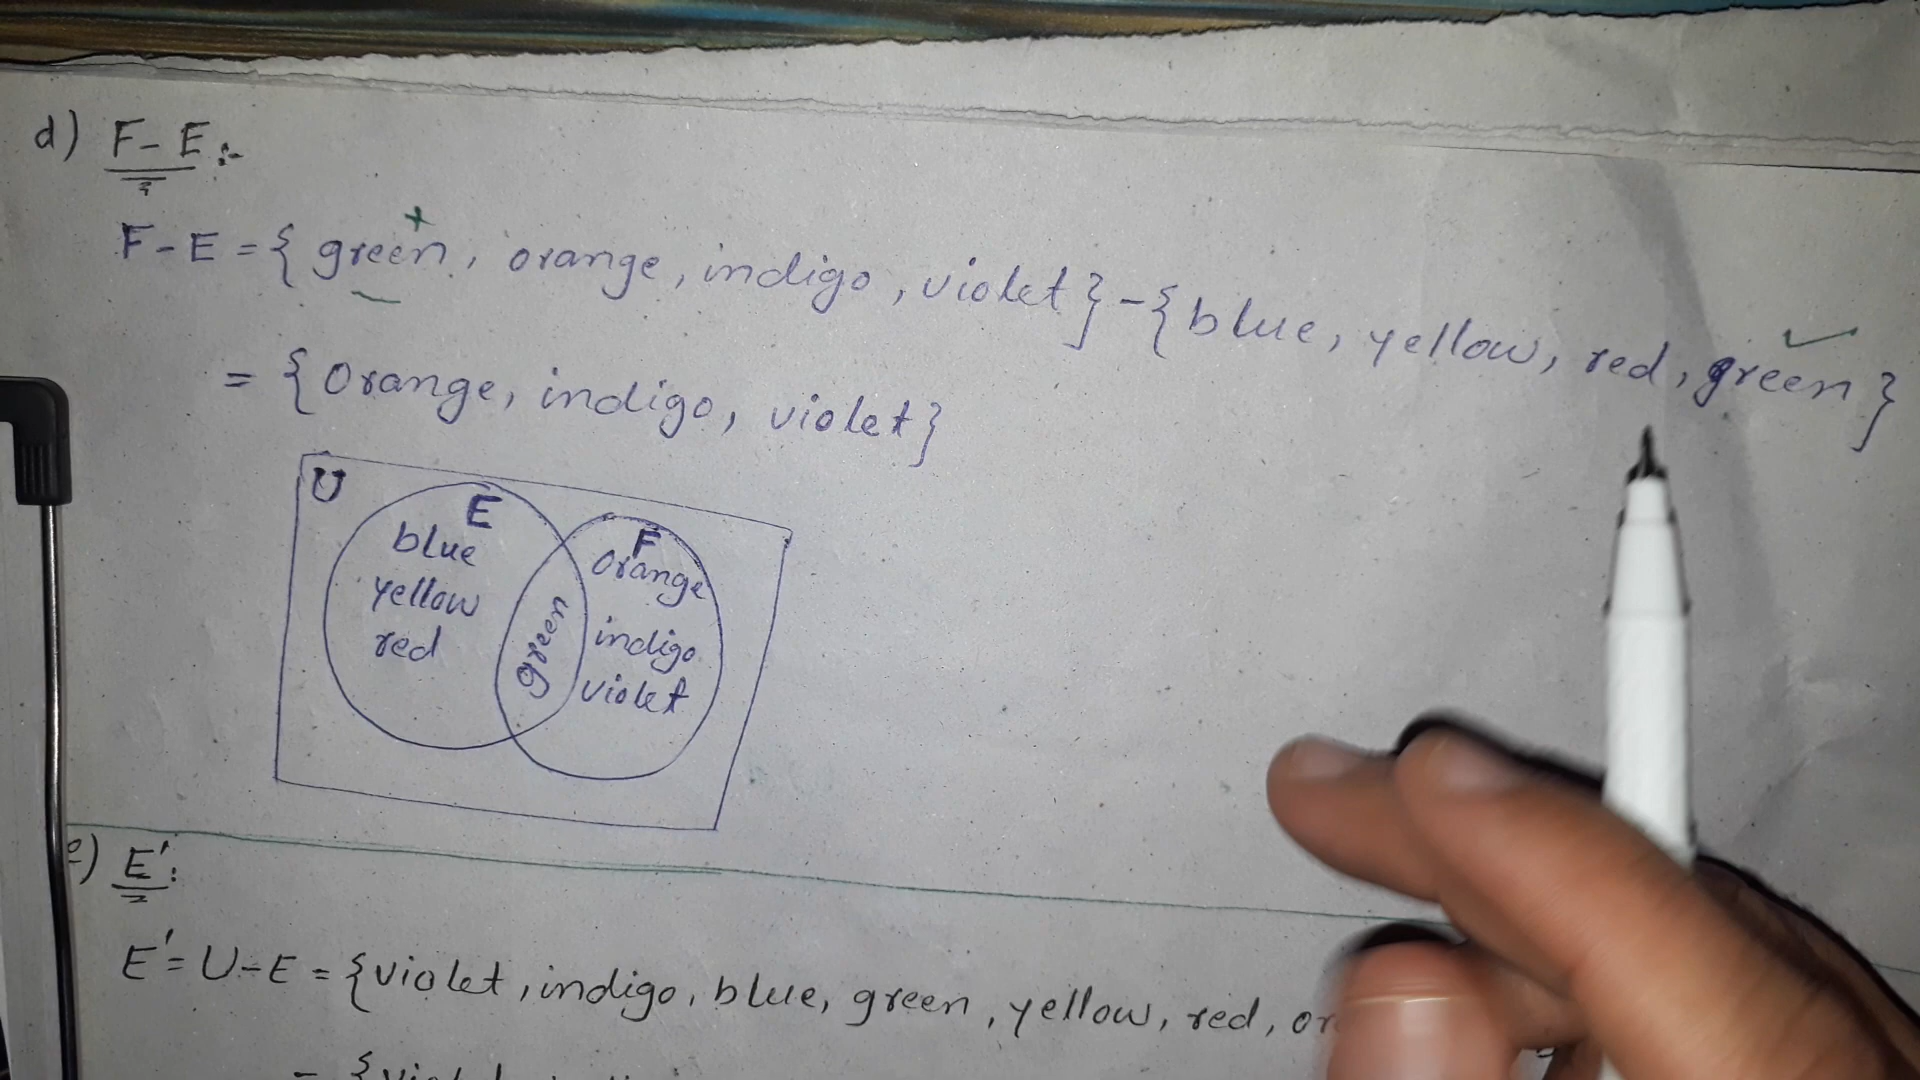 d) F - E :-
F - E = { green, orange, indigo, violet } - { blue, yellow, red, green }
= { Orange, indigo, violet }
U
E
blue
yellow
red
green
F
orange
indigo
violet
e) E' :
E' = U - E = { violet, indigo, blue, green, yellow, red, or